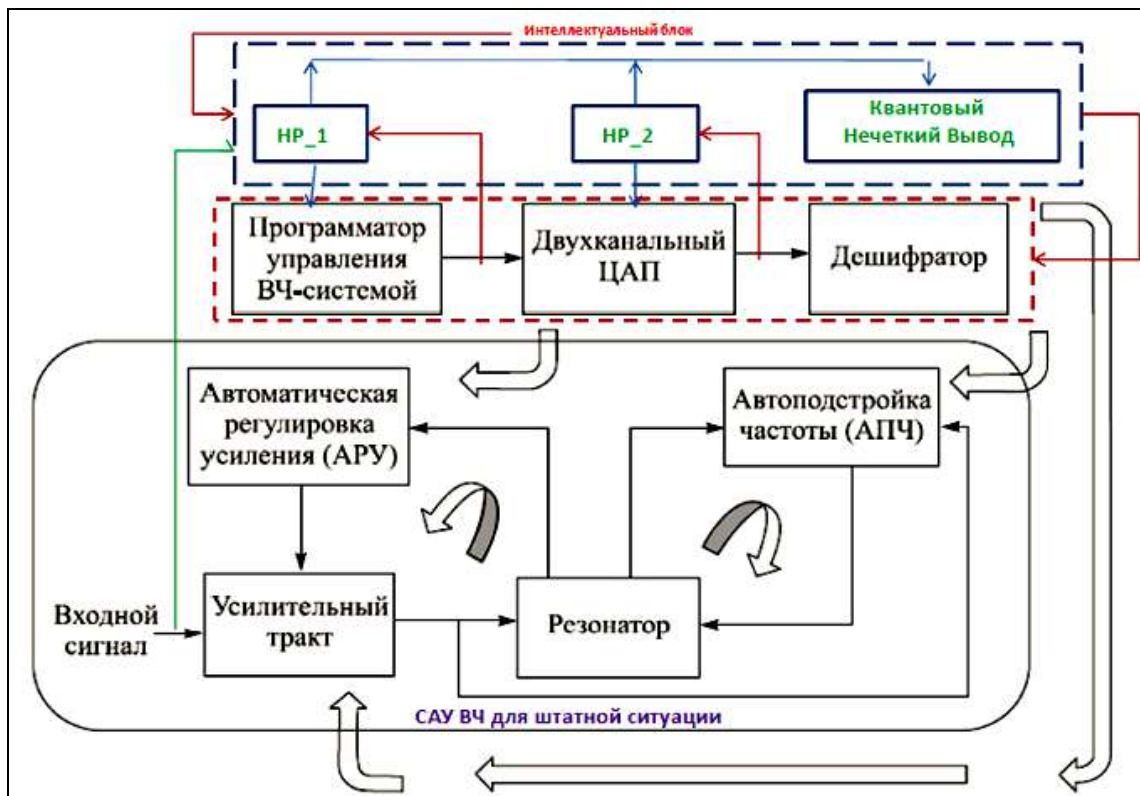 Интеллектуальный блок
НР_1
НР_2
Квантовый
Нечеткий Вывод
Программатор
управления
ВЧ-системой
Двухканальный
ЦАП
Дешифратор
Автоматическая
регулировка
усиления (АРУ)
Автоподстройка
частоты (АПЧ)
Входной
сигнал
Усилительный
тракт
Резонатор
САУ ВЧ для штатной ситуации